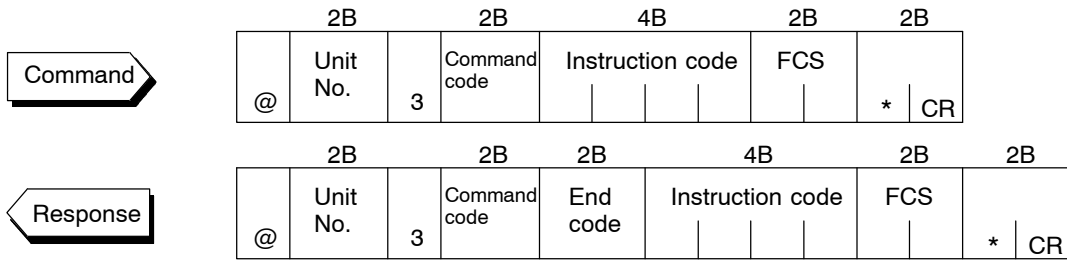 2B 2B 4B 2B 2B
Command
@ Unit No. 3 Command code Instruction code FCS * CR
2B 2B 2B 4B 2B 2B
Response
@ Unit No. 3 Command code End code Instruction code FCS * CR